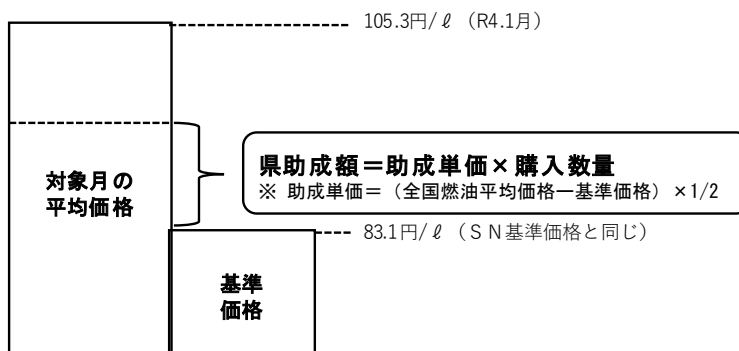 105.3円/ℓ（R4.1月）
県助成額＝助成単価×購入数量
※ 助成単価＝（全国燃油平均価格ー基準価格）×1/2
対象月の
平均価格
83.1円/ℓ（ＳＮ基準価格と同じ）
基準
価格